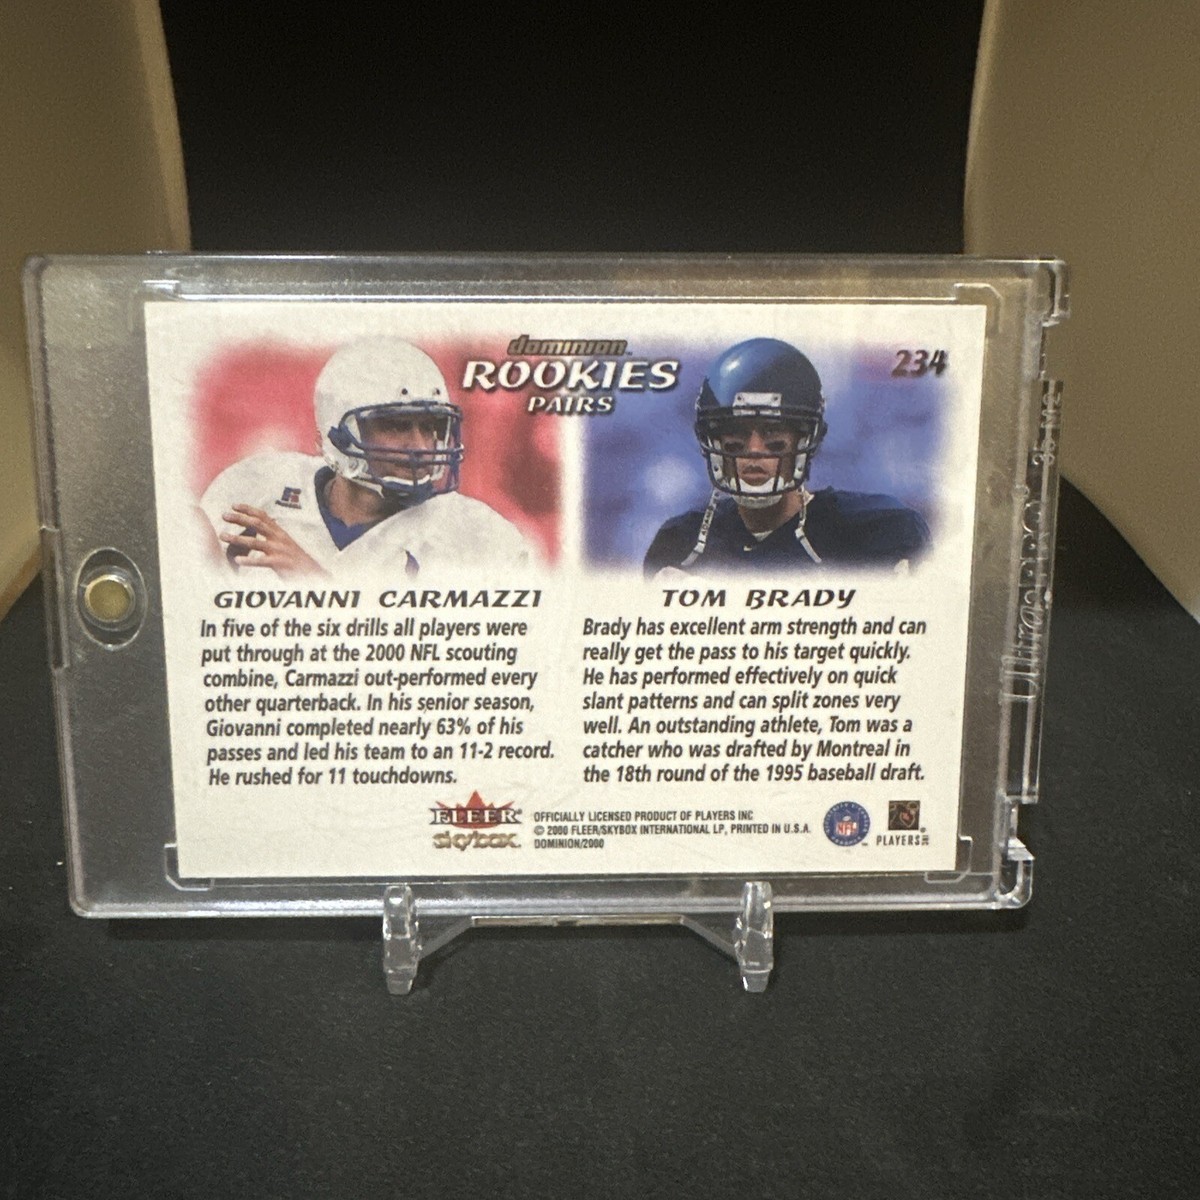 dominion
ROOKIES
PAIRS
234
GIOVANNI CARMAZZI
In five of the six drills all players were
put through at the 2000 NFL scouting
combine, Carmazzi out-performed every
other quarterback. In his senior season,
Giovanni completed nearly 63% of his
passes and led his team to an 11-2 record.
He rushed for 11 touchdowns.
TOM BRADY
Brady has excellent arm strength and can
really get the pass to his target quickly.
He has performed effectively on quick
slant patterns and can split zones very
well. An outstanding athlete, Tom was a
catcher who was drafted by Montreal in
the 18th round of the 1995 baseball draft.
FLEER
skybox
OFFICIALLY LICENSED PRODUCT OF PLAYERS INC
© 2000 FLEER/SKYBOX INTERNATIONAL LP, PRINTED IN U.S.A.
DOMINION/2000
NFL
PLAYERS INC